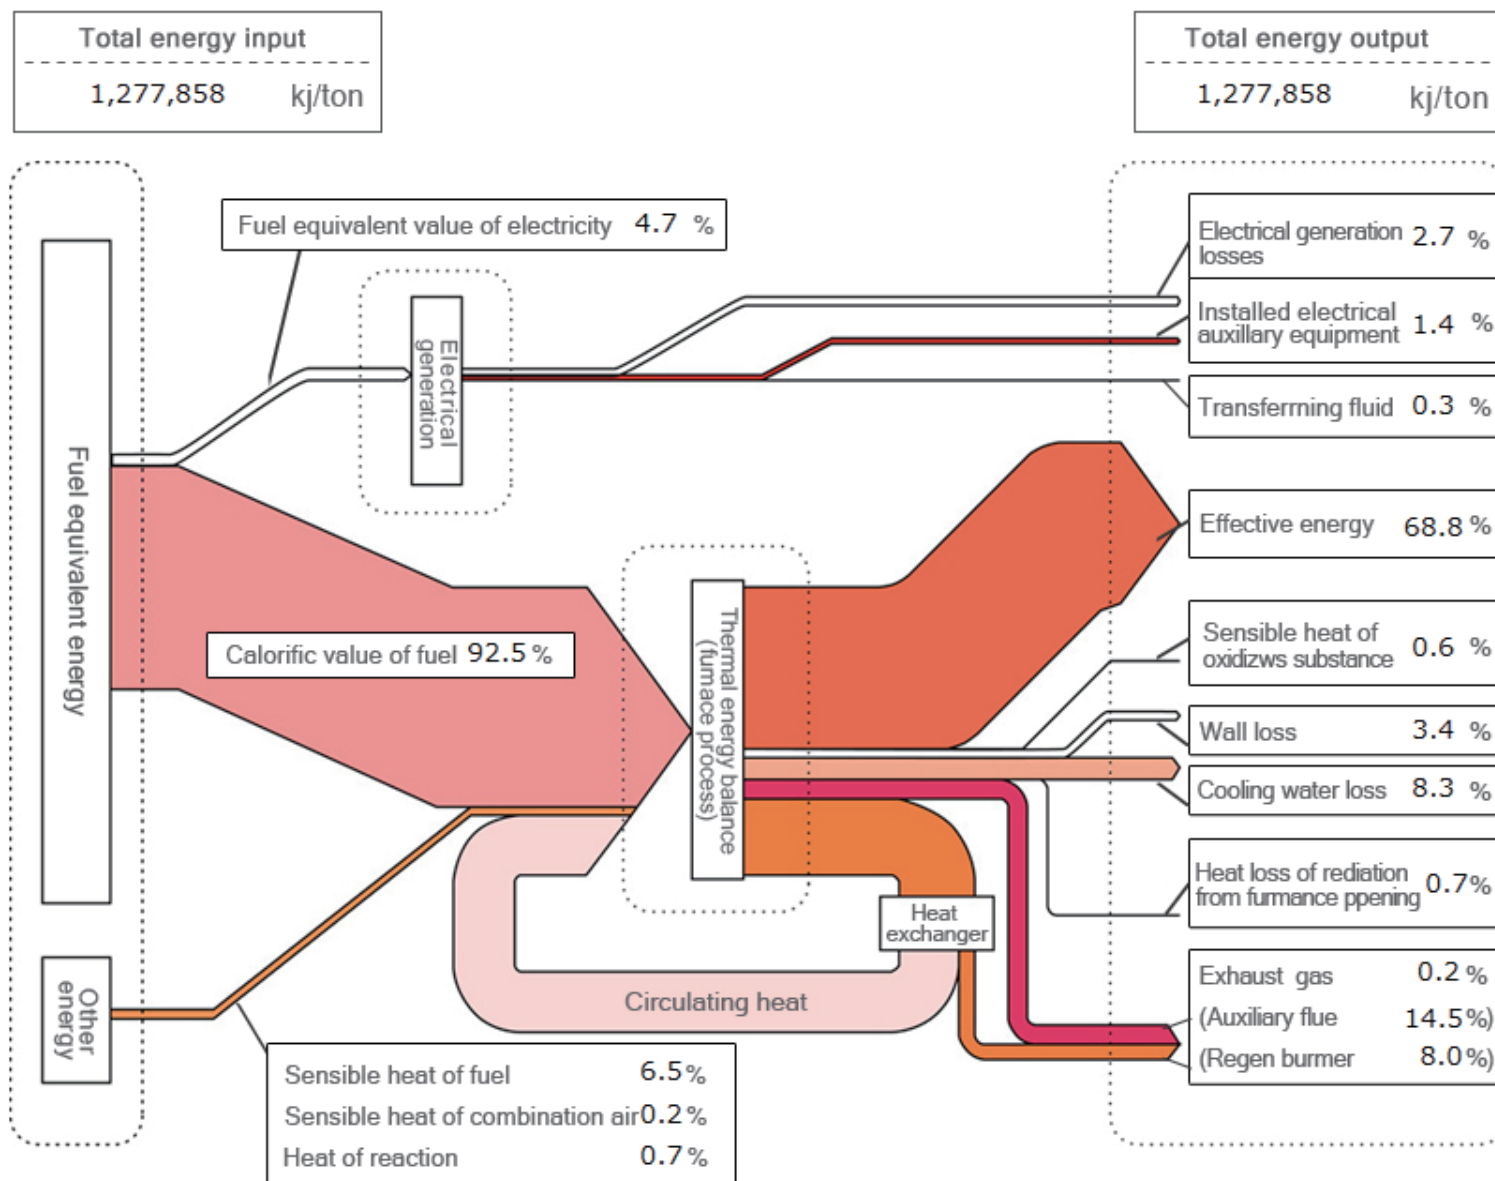 Total energy input
1,277,858 kj/ton
Total energy output
1,277,858 kj/ton
Fuel equivalent value of electricity 4.7 %
Electrical
generation
Fuel equivalent energy
Other
energy
Calorific value of fuel 92.5 %
Thermal energy balance
(furnace process)
Heat
exchanger
Circulating heat
Sensible heat of fuel 6.5 %
Sensible heat of combination air 0.2 %
Heat of reaction 0.7 %
Electrical generation
losses 2.7 %
Installed electrical
auxillary equipment 1.4 %
Transferrning fluid 0.3 %
Effective energy 68.8 %
Sensible heat of
oxidizws substance 0.6 %
Wall loss 3.4 %
Cooling water loss 8.3 %
Heat loss of rediation
from furmance ppening 0.7 %
Exhaust gas 0.2 %
(Auxiliary flue 14.5%)
(Regen burmer 8.0%)